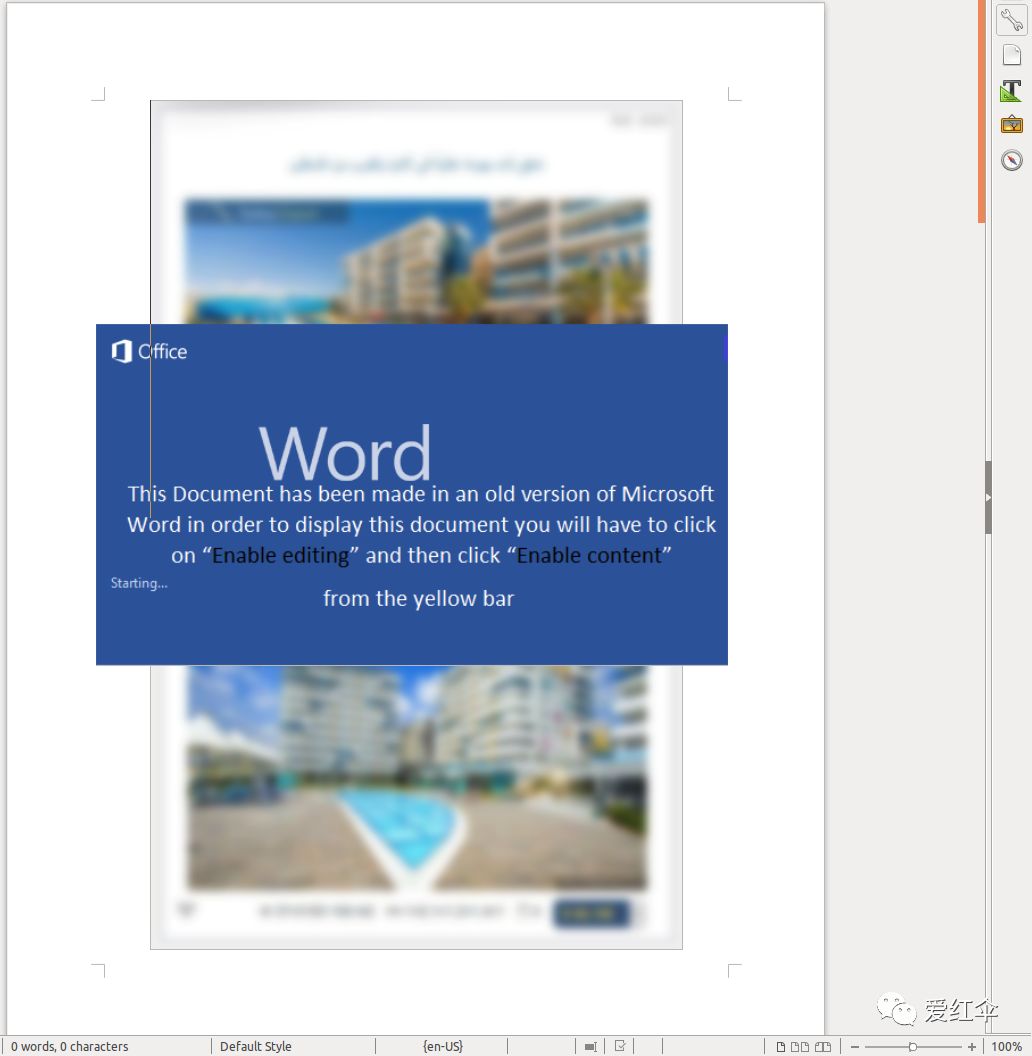 Office
Word
This Document has been made in an old version of Microsoft
Word in order to display this document you will have to click
on “Enable editing” and then click “Enable content”
Starting...
from the yellow bar
爱红伞
0 words, 0 characters
Default Style
{en-US}
100%